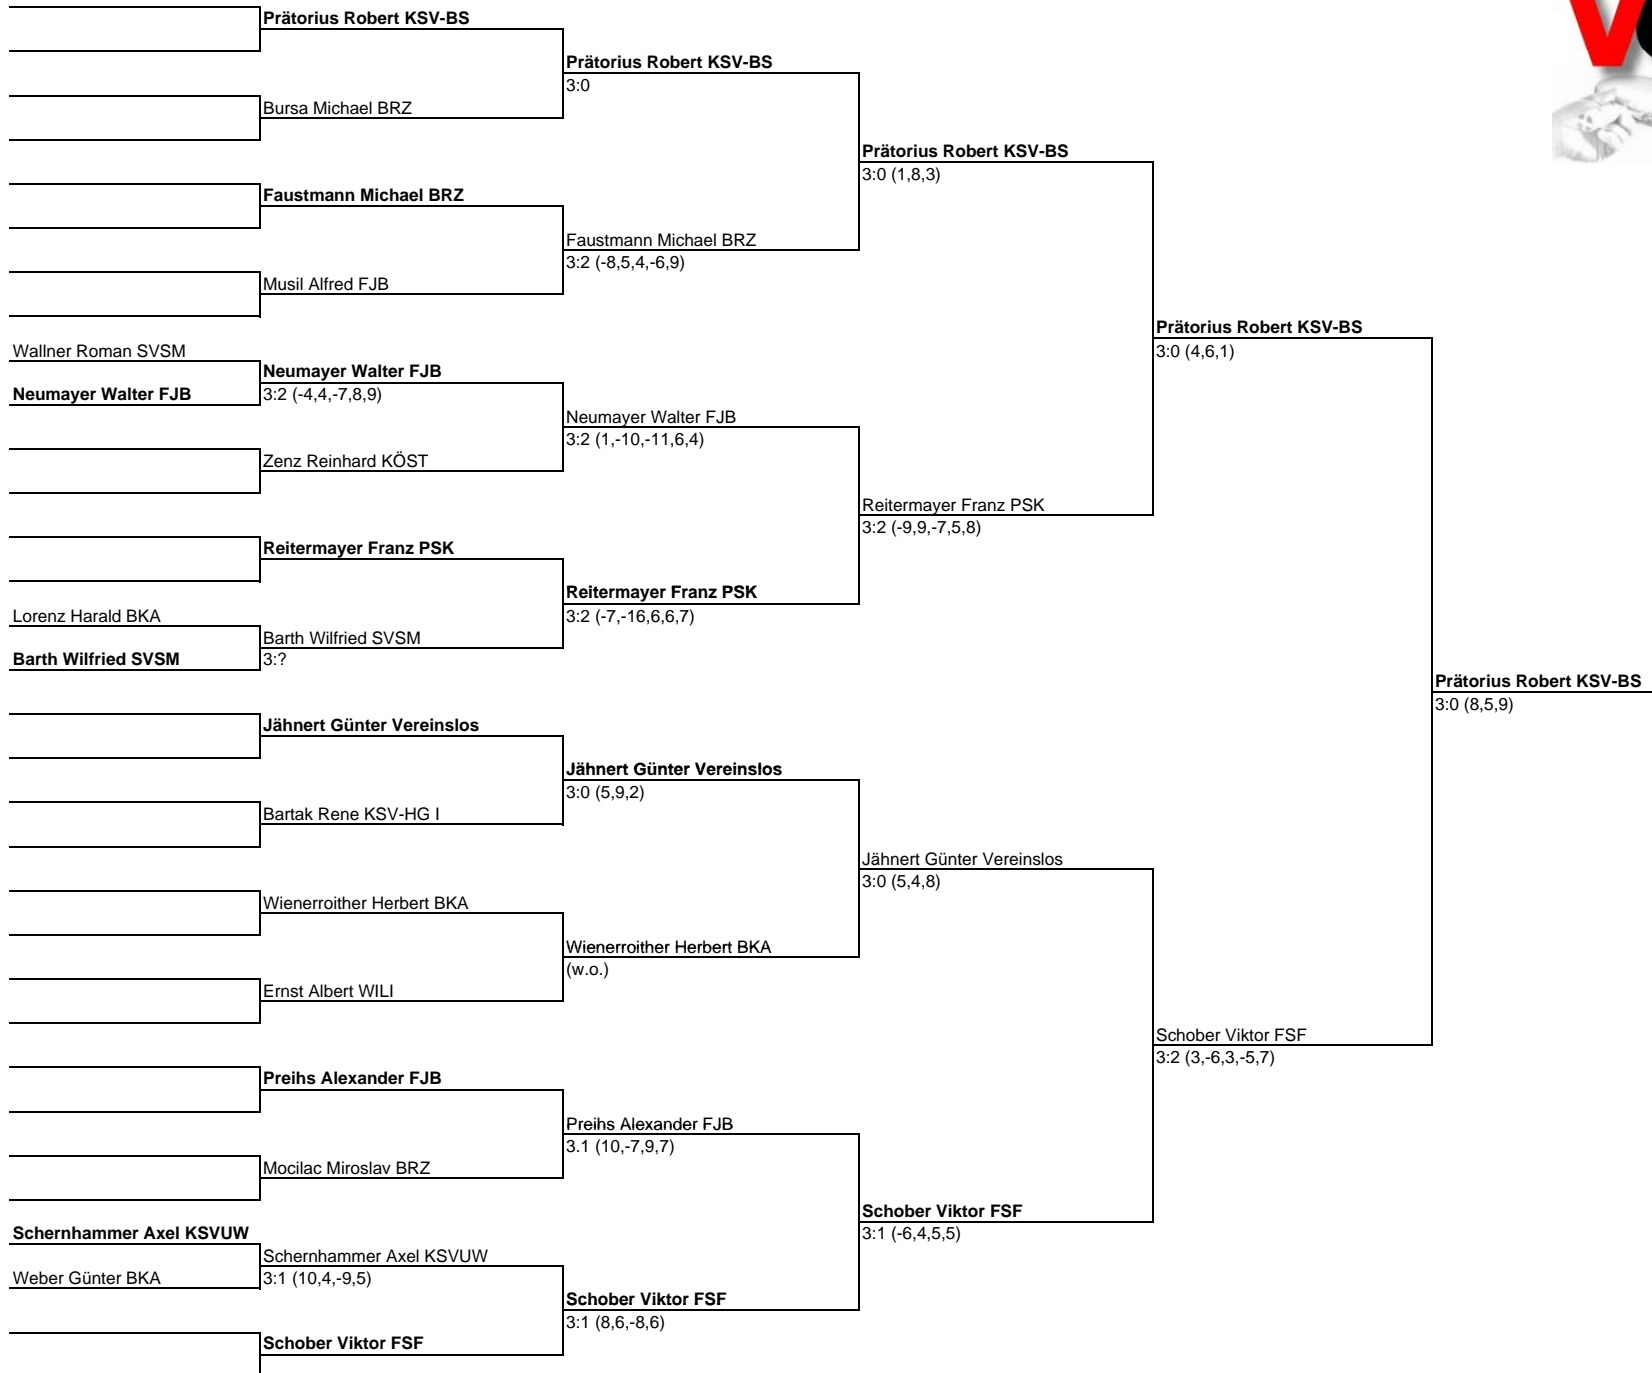 Prätorius Robert KSV-BS
Prätorius Robert KSV-BS
3:0
Bursa Michael BRZ
Prätorius Robert KSV-BS
3:0 (1,8,3)
Faustmann Michael BRZ
Faustmann Michael BRZ
3:2 (-8,5,4,-6,9)
Musil Alfred FJB
Prätorius Robert KSV-BS
3:0 (4,6,1)
Wallner Roman SVSM
Neumayer Walter FJB
Neumayer Walter FJB
3:2 (-4,4,-7,8,9)
Neumayer Walter FJB
3:2 (1,-10,-11,6,4)
Zenz Reinhard KÖST
Reitermayer Franz PSK
3:2 (-9,9,-7,5,8)
Reitermayer Franz PSK
Reitermayer Franz PSK
3:2 (-7,-16,6,6,7)
Lorenz Harald BKA
Barth Wilfried SVSM
Barth Wilfried SVSM
3:?
Prätorius Robert KSV-BS
3:0 (8,5,9)
Jähnert Günter Vereinslos
Jähnert Günter Vereinslos
3:0 (5,9,2)
Bartak Rene KSV-HG I
Jähnert Günter Vereinslos
3:0 (5,4,8)
Wienerroither Herbert BKA
Wienerroither Herbert BKA
(w.o.)
Ernst Albert WILI
Schober Viktor FSF
3:2 (3,-6,3,-5,7)
Preihs Alexander FJB
Preihs Alexander FJB
3.1 (10,-7,9,7)
Mocilac Miroslav BRZ
Schober Viktor FSF
3:1 (-6,4,5,5)
Schernhammer Axel KSVUW
Schernhammer Axel KSVUW
Weber Günter BKA
3:1 (10,4,-9,5)
Schober Viktor FSF
3:1 (8,6,-8,6)
Schober Viktor FSF